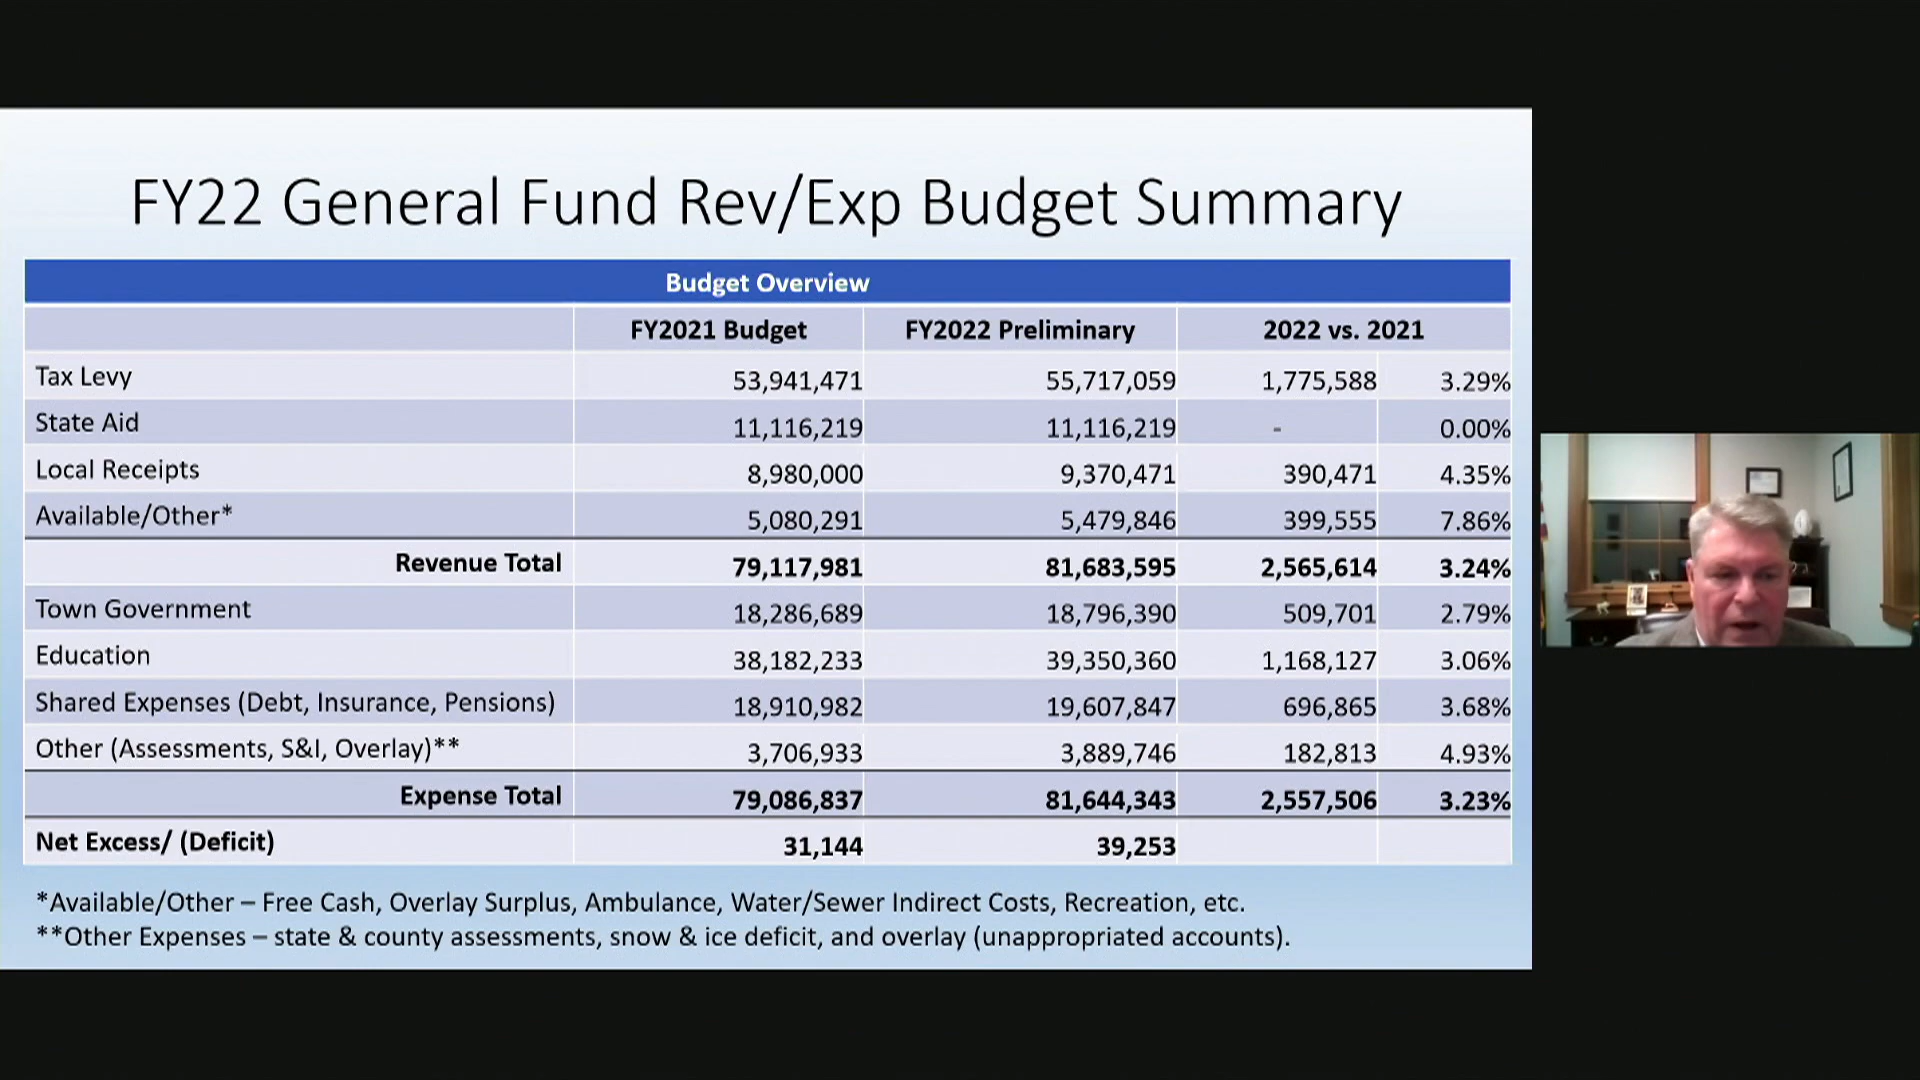 FY22 General Fund Rev/Exp Budget Summary
Budget Overview
FY2021 Budget FY2022 Preliminary 2022 vs. 2021
Tax Levy 53,941,471 55,717,059 1,775,588 3.29%
State Aid 11,116,219 11,116,219 - 0.00%
Local Receipts 8,980,000 9,370,471 390,471 4.35%
Available/Other* 5,080,291 5,479,846 399,555 7.86%
Revenue Total 79,117,981 81,683,595 2,565,614 3.24%
Town Government 18,286,689 18,796,390 509,701 2.79%
Education 38,182,233 39,350,360 1,168,127 3.06%
Shared Expenses (Debt, Insurance, Pensions) 18,910,982 19,607,847 696,865 3.68%
Other (Assessments, S&I, Overlay)** 3,706,933 3,889,746 182,813 4.93%
Expense Total 79,086,837 81,644,343 2,557,506 3.23%
Net Excess/ (Deficit) 31,144 39,253
*Available/Other – Free Cash, Overlay Surplus, Ambulance, Water/Sewer Indirect Costs, Recreation, etc.
**Other Expenses – state & county assessments, snow & ice deficit, and overlay (unappropriated accounts).